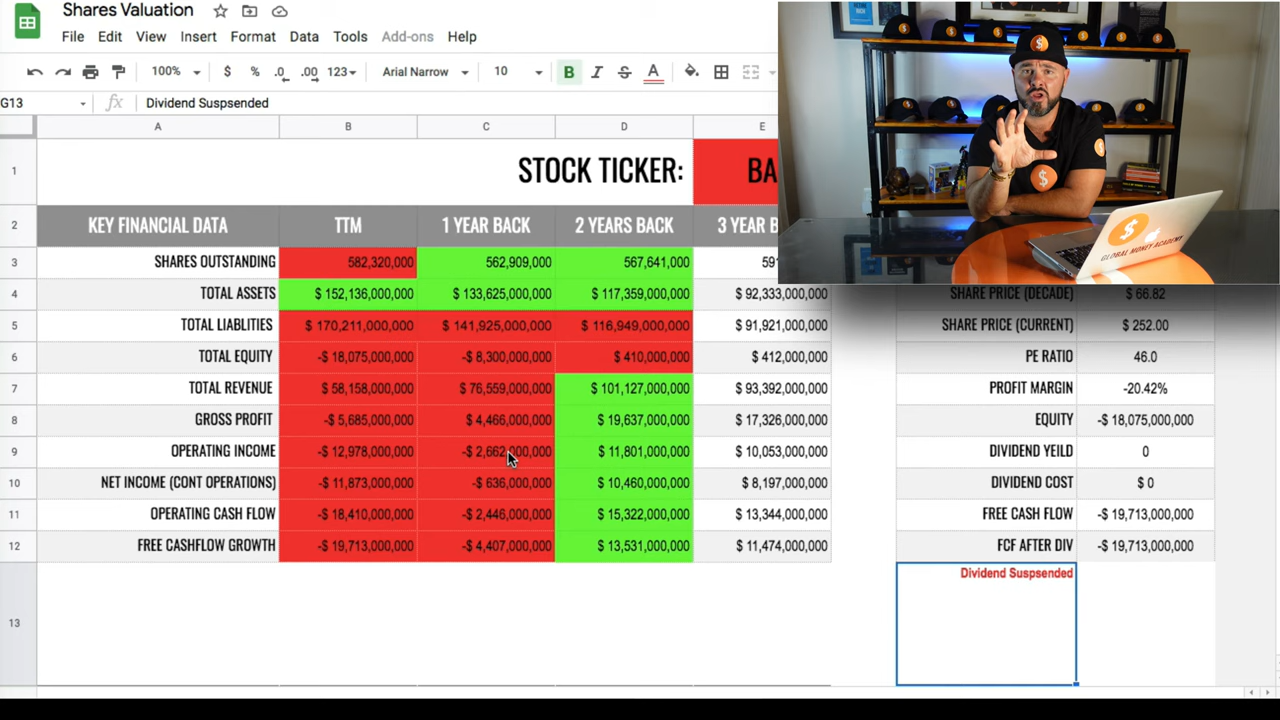 Shares Valuation
File Edit View Insert Format Data Tools Add-ons Help
100% $ % .0 .00 123 Arial Narrow 10 B I S A
G13 fx Dividend Suspsended
A B C D E
1 STOCK TICKER: BA
2 KEY FINANCIAL DATA TTM 1 YEAR BACK 2 YEARS BACK 3 YEAR B
3 SHARES OUTSTANDING 582,320,000 562,909,000 567,641,000 591
4 TOTAL ASSETS $ 152,136,000,000 $ 133,625,000,000 $ 117,359,000,000 $ 92,333,000,000 SHARE PRICE (DECADE) $ 66.82
5 TOTAL LIABLITIES $ 170,211,000,000 $ 141,925,000,000 $ 116,949,000,000 $ 91,921,000,000 SHARE PRICE (CURRENT) $ 252.00
6 TOTAL EQUITY -$ 18,075,000,000 -$ 8,300,000,000 $ 410,000,000 $ 412,000,000 PE RATIO 46.0
7 TOTAL REVENUE $ 58,158,000,000 $ 76,559,000,000 $ 101,127,000,000 $ 93,392,000,000 PROFIT MARGIN -20.42%
8 GROSS PROFIT -$ 5,685,000,000 $ 4,466,000,000 $ 19,637,000,000 $ 17,326,000,000 EQUITY -$ 18,075,000,000
9 OPERATING INCOME -$ 12,978,000,000 -$ 2,662,000,000 $ 11,801,000,000 $ 10,053,000,000 DIVIDEND YEILD 0
10 NET INCOME (CONT OPERATIONS) -$ 11,873,000,000 -$ 636,000,000 $ 10,460,000,000 $ 8,197,000,000 DIVIDEND COST $ 0
11 OPERATING CASH FLOW -$ 18,410,000,000 -$ 2,446,000,000 $ 15,322,000,000 $ 13,344,000,000 FREE CASH FLOW -$ 19,713,000,000
12 FREE CASHFLOW GROWTH -$ 19,713,000,000 -$ 4,407,000,000 $ 13,531,000,000 $ 11,474,000,000 FCF AFTER DIV -$ 19,713,000,000
13 Dividend Suspsended
$
$
$
GLOBAL MONEY ACADEMY